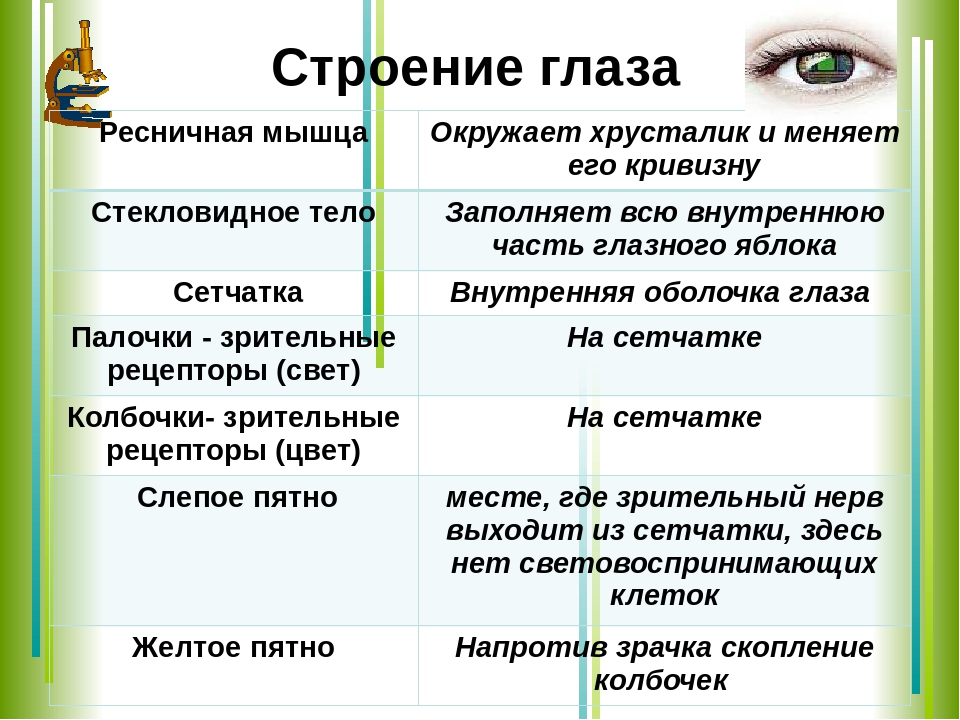 Строение глаза
Ресничная мышца
Окружает хрусталик и меняет
его кривизну
Стекловидное тело
Заполняет всю внутреннюю
часть глазного яблока
Сетчатка
Внутренняя оболочка глаза
Палочки - зрительные
рецепторы (свет)
На сетчатке
Колбочки- зрительные
рецепторы (цвет)
На сетчатке
Слепое пятно
месте, где зрительный нерв
выходит из сетчатки, здесь
нет световоспринимающих
клеток
Желтое пятно
Напротив зрачка скопление
колбочек